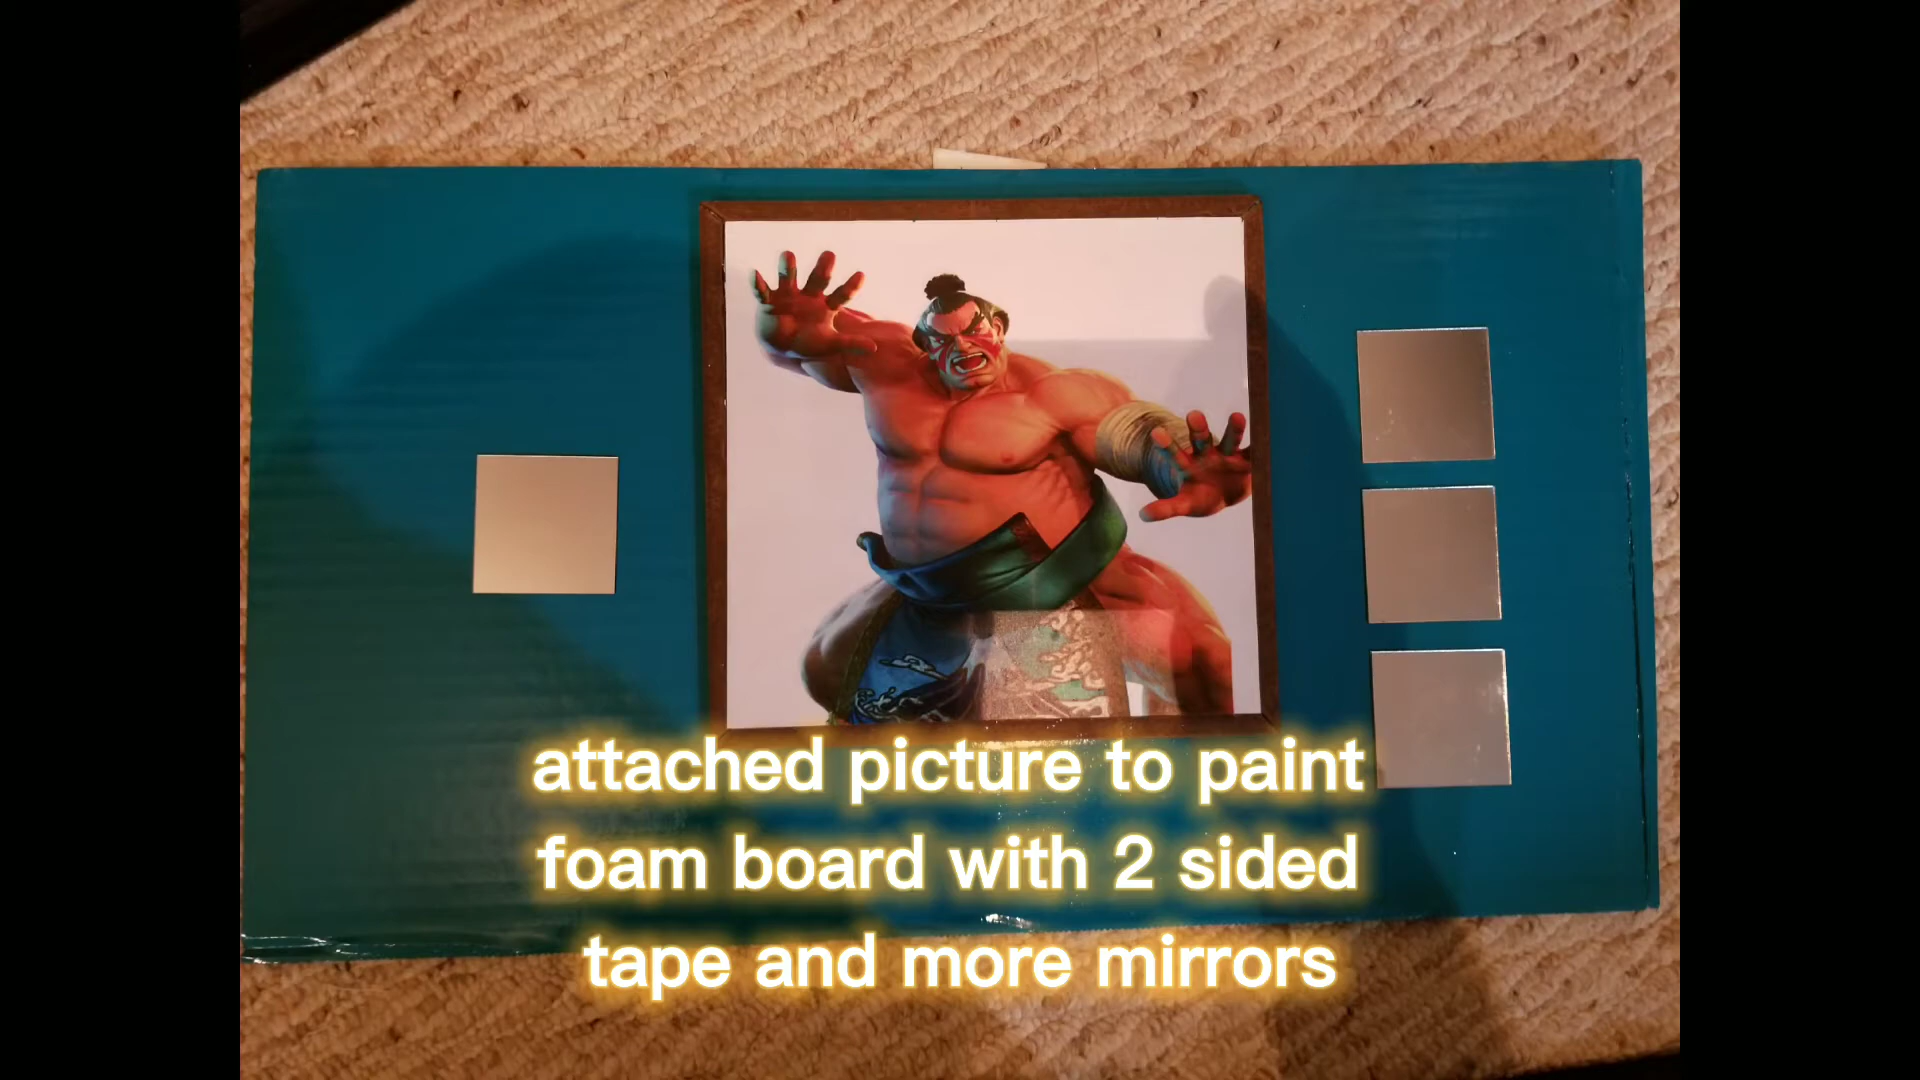 attached picture to paint
foam board with 2 sided
tape and more mirrors